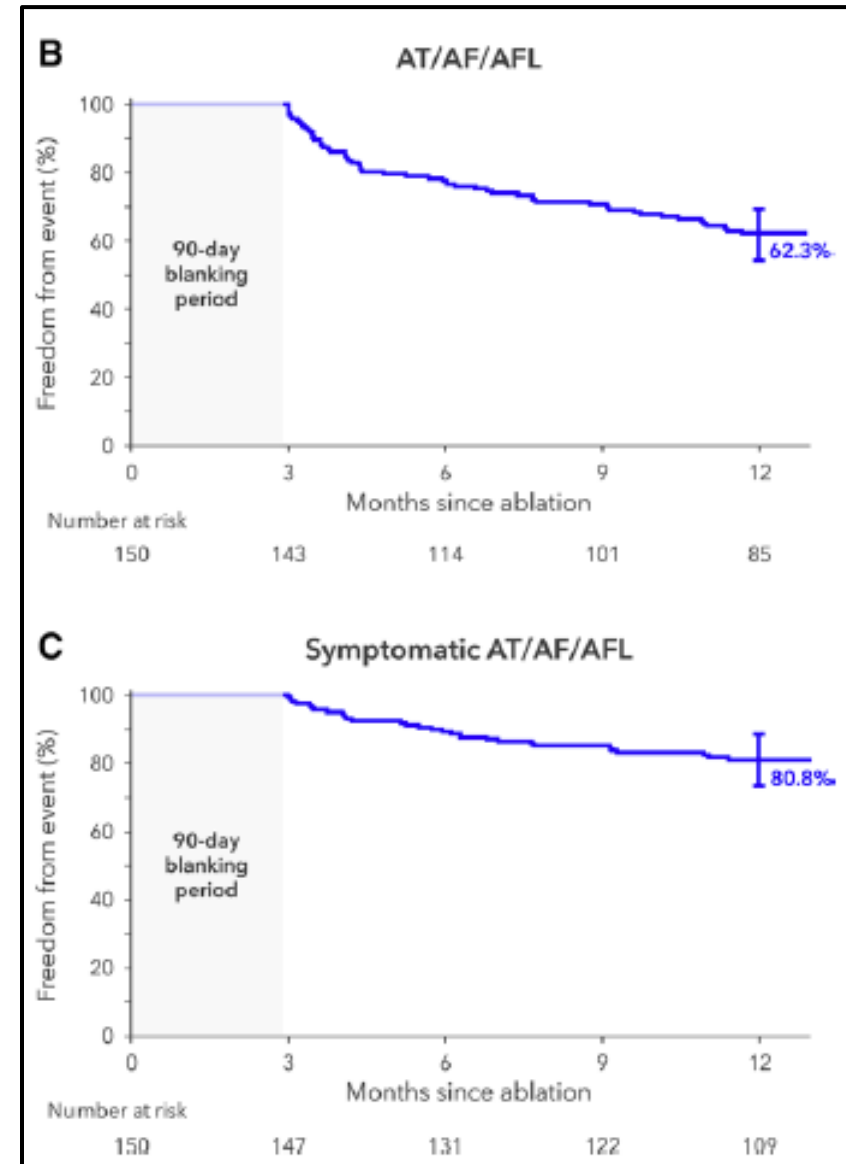 B
AT/AF/AFL
Freedom from event (%)
100
80
60
40
20
0
90-day
blanking
period
62.3%
0 3 6 9 12
Months since ablation
Number at risk
150 143 114 101 85
C
Symptomatic AT/AF/AFL
Freedom from event (%)
100
80
60
40
20
0
90-day
blanking
period
80.8%
0 3 6 9 12
Months since ablation
Number at risk
150 147 131 122 109